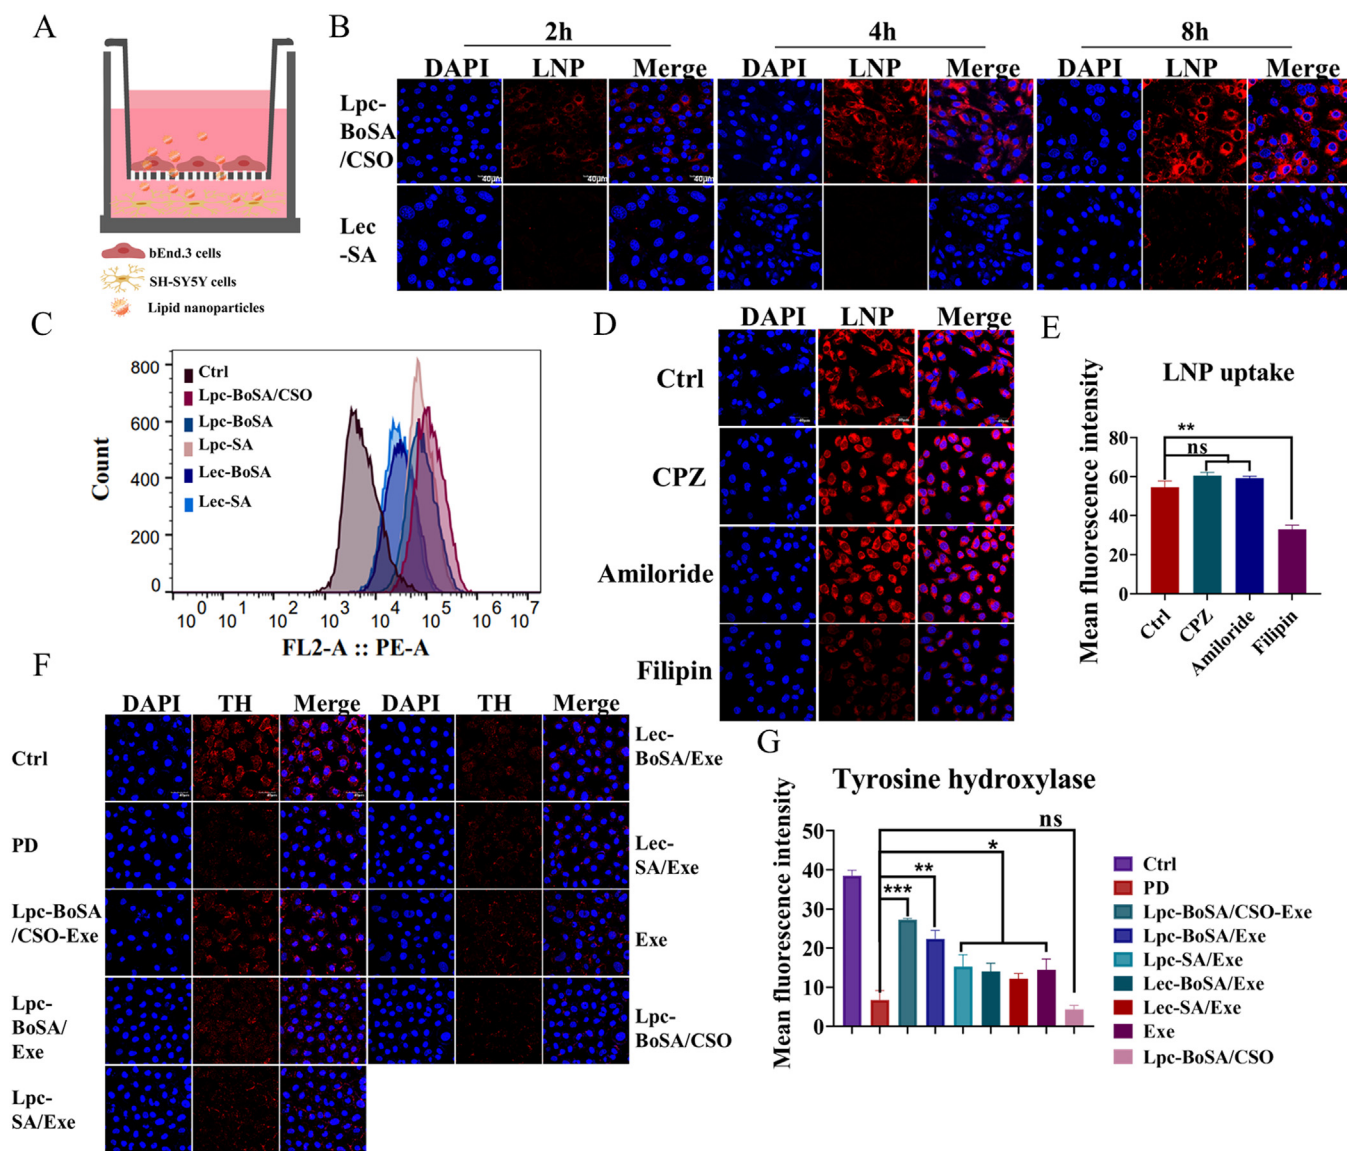 A
bEnd.3 cells
SH-SY5Y cells
Lipid nanoparticles
B
2h 4h 8h
DAPI LNP Merge DAPI LNP Merge DAPI LNP Merge
Lpc-
BoSA
/CSO
40μm 40μm
Lec
-SA
C
800
600
400
200
0
Count
Ctrl
Lpc-BoSA/CSO
Lpc-BoSA
Lpc-SA
Lec-BoSA
Lec-SA
10^0 10^1 10^2 10^3 10^4 10^5 10^6 10^7
FL2-A :: PE-A
D
DAPI LNP Merge
Ctrl
CPZ
Amiloride
Filipin
E
LNP uptake
Mean fluorescence intensity
80
60
40
20
0
**
ns
Ctrl
CPZ
Amiloride
Filipin
F
DAPI TH Merge DAPI TH Merge
Ctrl
PD
Lpc-BoSA
/CSO-Exe
Lpc-
BoSA/
Exe
Lpc-
SA/Exe
Lec-
BoSA/Exe
Lec-
SA/Exe
Exe
Lpc-
BoSA/CSO
G
Tyrosine hydroxylase
Mean fluorescence intensity
50
40
30
20
10
0
ns
*
**
***
Ctrl
PD
Lpc-BoSA/CSO-Exe
Lpc-BoSA/Exe
Lpc-SA/Exe
Lec-BoSA/Exe
Lec-SA/Exe
Exe
Lpc-BoSA/CSO